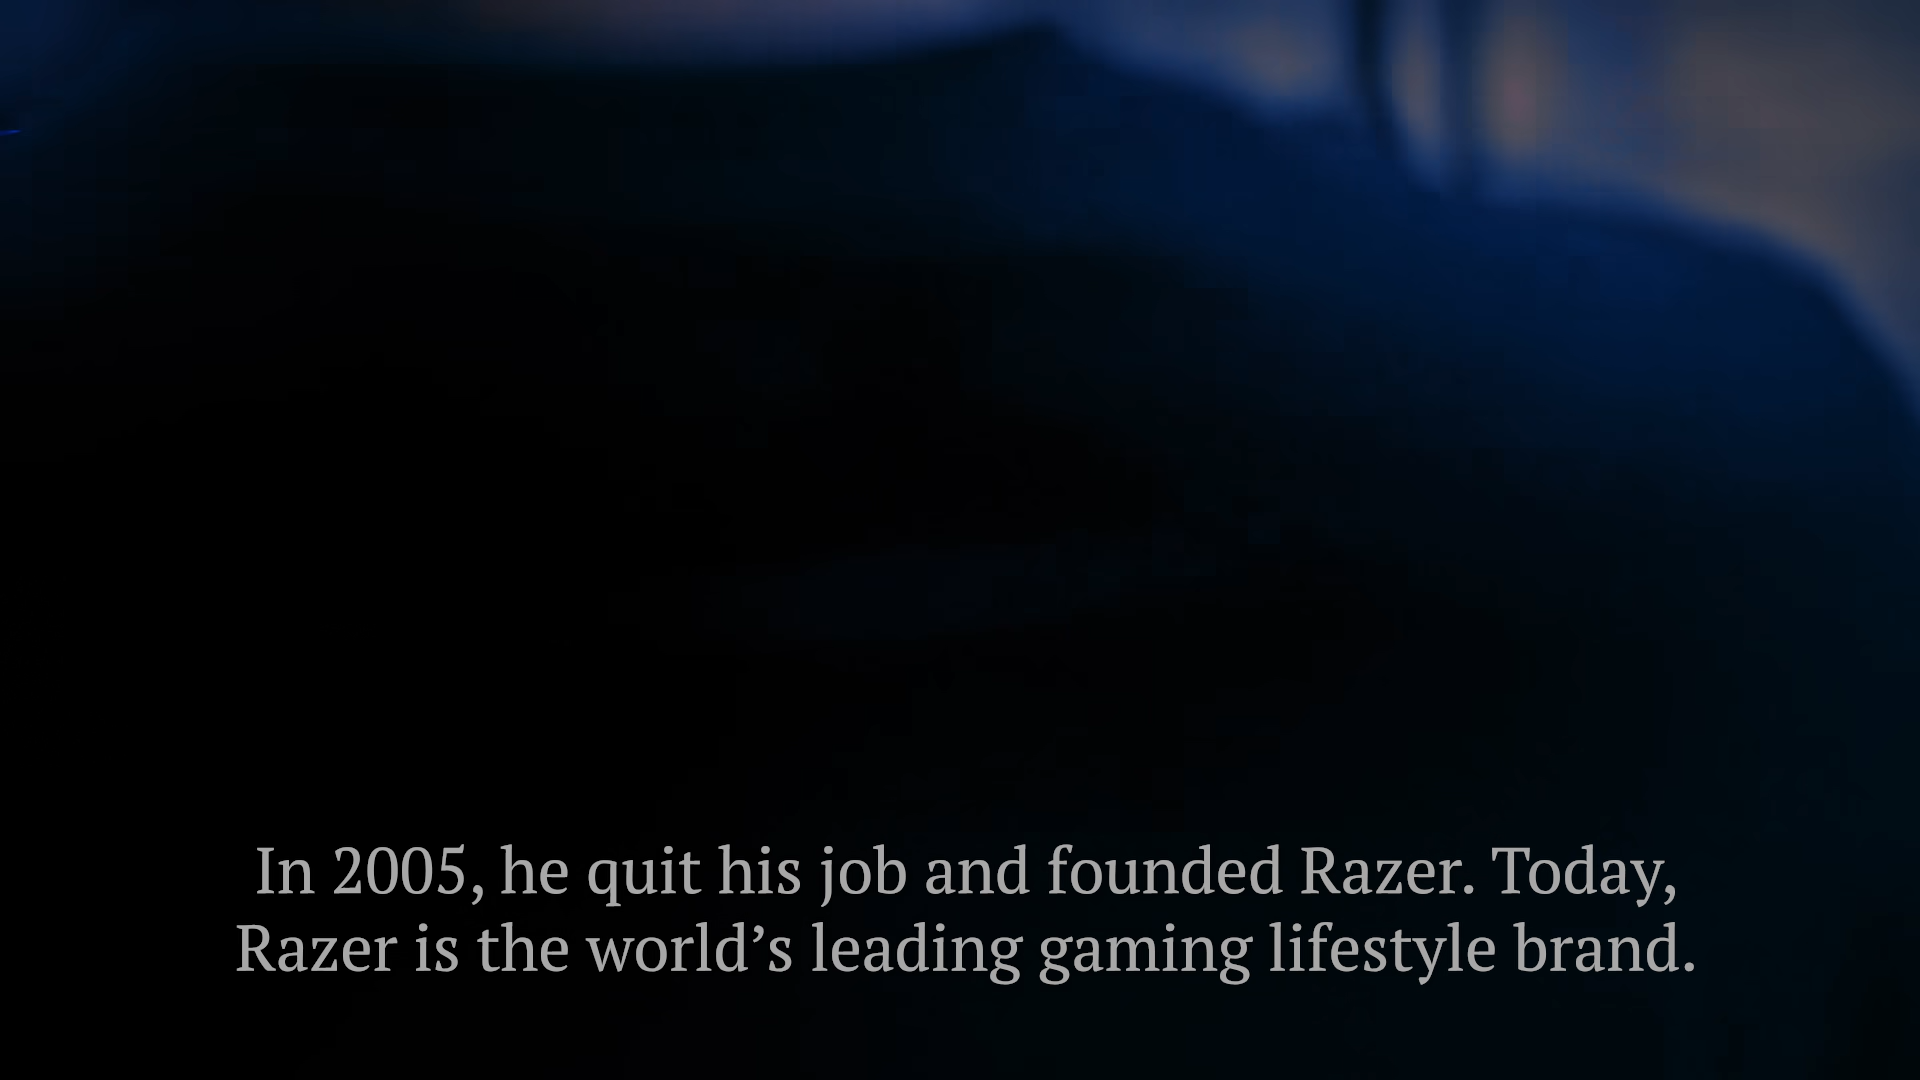 In 2005, he quit his job and founded Razer. Today,
Razer is the world’s leading gaming lifestyle brand.